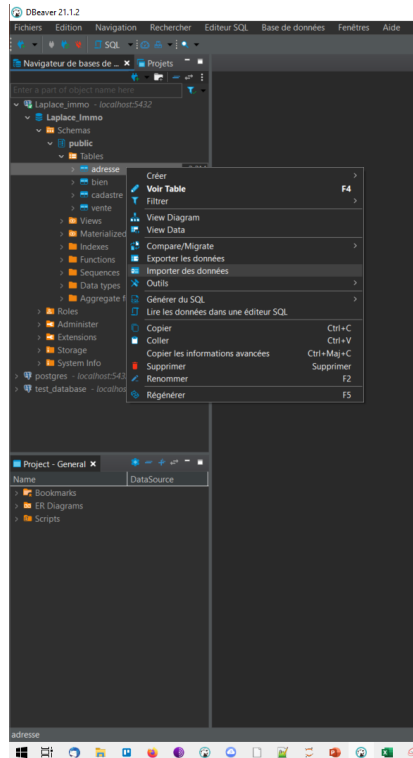 DBeaver 21.1.2
Fichiers Edition Navigation Rechercher Editeur SQL Base de données Fenêtres Aide
SQL
Navigateur de bases de ... Projets
Enter a part of object name here
Laplace_immo - localhost:5432
Laplace_Immo
Schemas
public
Tables
adresse
bien
cadastre
vente
Views
Materialized
Indexes
Functions
Sequences
Data types
Aggregate f
Roles
Administer
Extensions
Storage
System Info
postgres - localhost:543
test_database - localhos
Créer
Voir Table F4
Filtrer
View Diagram
View Data
Compare/Migrate
Exporter les données
Importer des données
Outils
Générer du SQL
Lire les données dans une éditeur SQL
Copier Ctrl+C
Coller Ctrl+V
Copier les informations avancées Ctrl+Maj+C
Supprimer Supprimer
Renommer F2
Régénérer F5
Project - General
Name DataSource
Bookmarks
ER Diagrams
Scripts
adresse